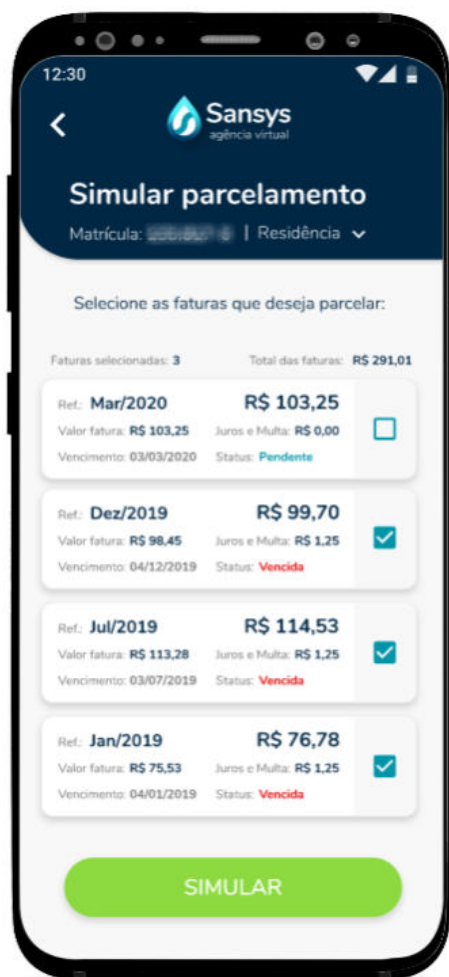 12:30
Sansys
agência virtual
Simular parcelamento
Matrícula: | Residência
Selecione as faturas que deseja parcelar:
Faturas selecionadas: 3 Total das faturas: R$ 291,01
Ref.: Mar/2020 R$ 103,25
Valor fatura: R$ 103,25 Juros e Multa: R$ 0,00
Vencimento: 03/03/2020 Status: Pendente
Ref.: Dez/2019 R$ 99,70
Valor fatura: R$ 98,45 Juros e Multa: R$ 1,25
Vencimento: 04/12/2019 Status: Vencida
Ref.: Jul/2019 R$ 114,53
Valor fatura: R$ 113,28 Juros e Multa: R$ 1,25
Vencimento: 03/07/2019 Status: Vencida
Ref.: Jan/2019 R$ 76,78
Valor fatura: R$ 75,53 Juros e Multa: R$ 1,25
Vencimento: 04/01/2019 Status: Vencida
SIMULAR